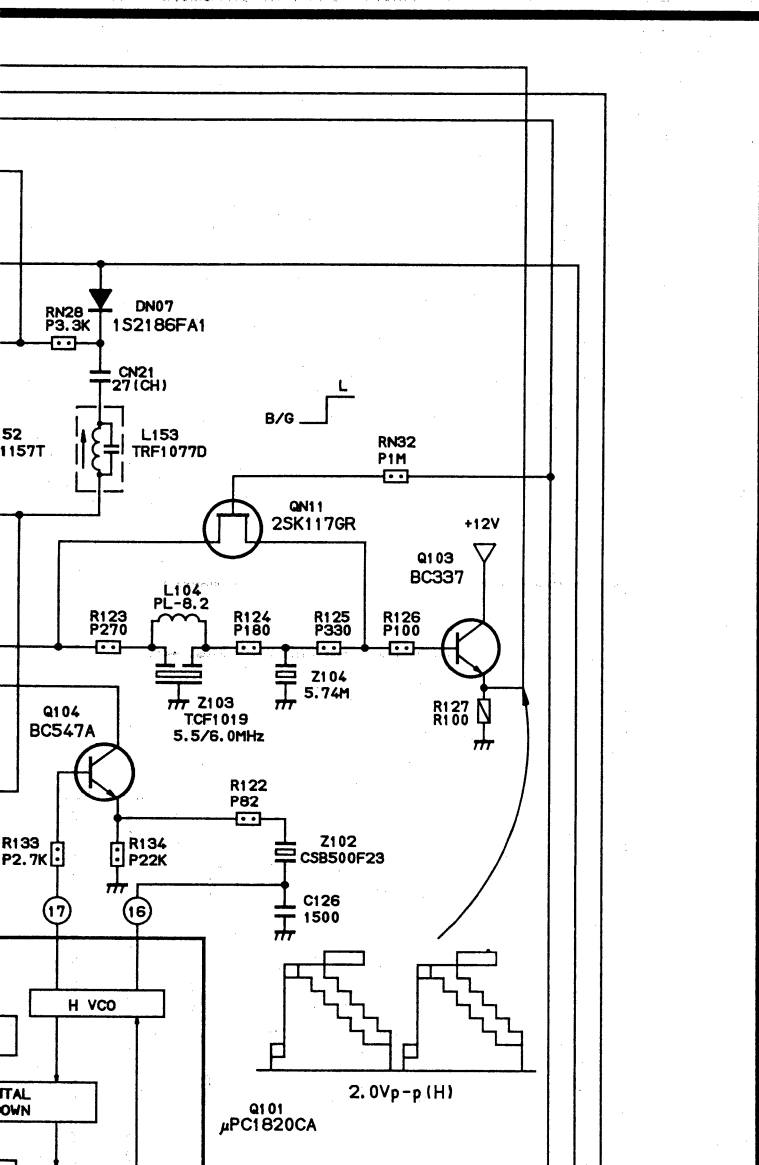 DN07
1S2186FA1
RN28
P3.3K
CN21
27(CH)
L
B/G
52
1157T
L153
TRF1077D
RN32
P1M
QN11
2SK117GR
+12V
Q103
BC337
L104
PL-8.2
R123
P270
R124
P180
R125
P330
R126
P100
Z104
5.74M
Z103
TCF1019
5.5/6.0MHz
R127
R100
Q104
BC547A
R122
P82
R133
P2.7K
R134
P22K
Z102
CSB500F23
C126
1500
17
16
H VCO
ITAL
OWN
2.0Vp-p(H)
Q101
μPC1820CA